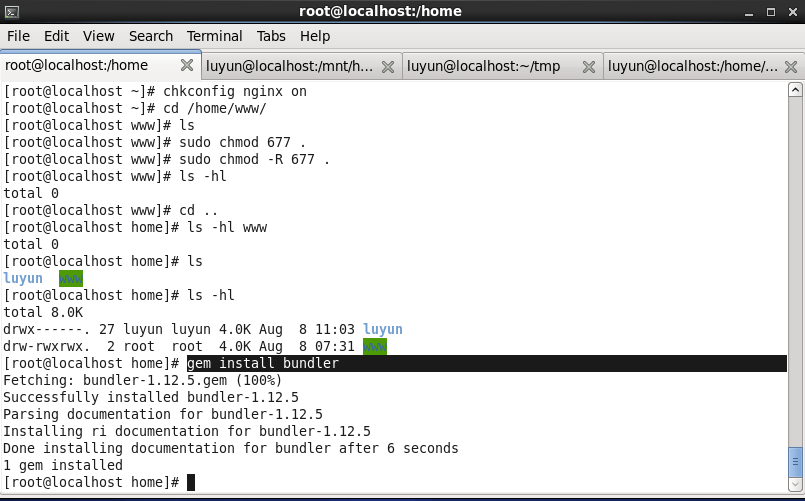 root@localhost:/home
File Edit View Search Terminal Tabs Help
root@localhost:/home luyun@localhost:/mnt/h... luyun@localhost:~/tmp luyun@localhost:/home/...
[root@localhost ~]# chkconfig nginx on
[root@localhost ~]# cd /home/www/
[root@localhost www]# ls
[root@localhost www]# sudo chmod 677 .
[root@localhost www]# sudo chmod -R 677 .
[root@localhost www]# ls -hl
total 0
[root@localhost www]# cd ..
[root@localhost home]# ls -hl www
total 0
[root@localhost home]# ls
luyun  www
[root@localhost home]# ls -hl
total 8.0K
drwx------. 27 luyun luyun 4.0K Aug  8 11:03 luyun
drw-rwxrwx.  2 root  root  4.0K Aug  8 07:31 www
[root@localhost home]# gem install bundler
Fetching: bundler-1.12.5.gem (100%)
Successfully installed bundler-1.12.5
Parsing documentation for bundler-1.12.5
Installing ri documentation for bundler-1.12.5
Done installing documentation for bundler after 6 seconds
1 gem installed
[root@localhost home]#